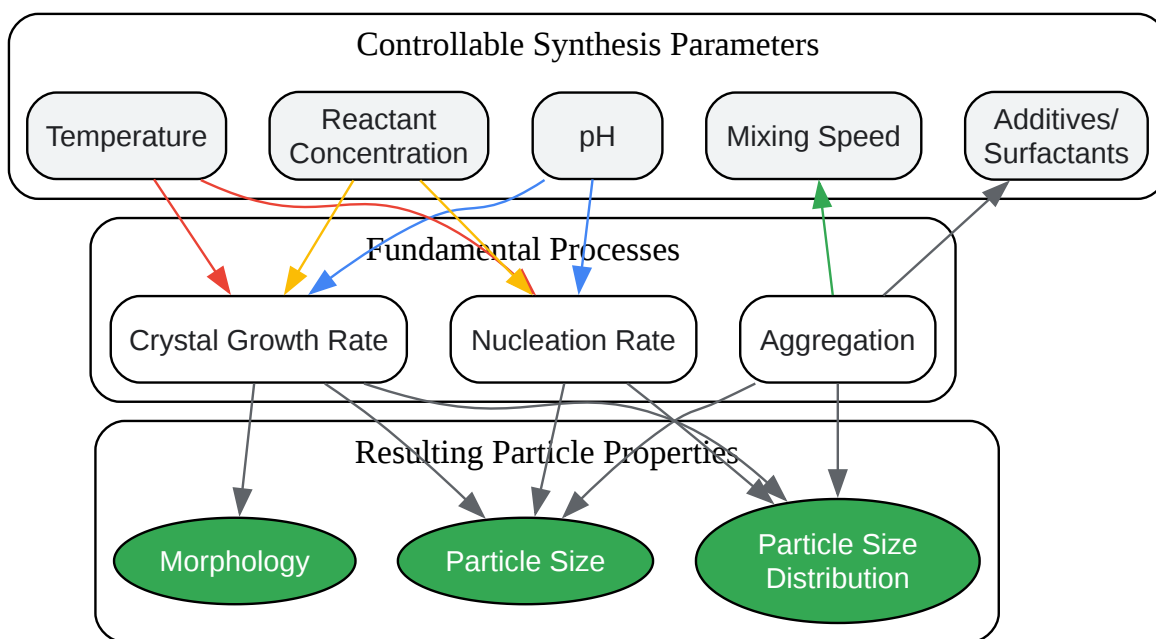 Controllable Synthesis Parameters
Temperature
Reactant
Concentration
pH
Mixing Speed
Additives/
Surfactants
Fundamental Processes
Crystal Growth Rate
Nucleation Rate
Aggregation
Resulting Particle Properties
Morphology
Particle Size
Particle Size
Distribution